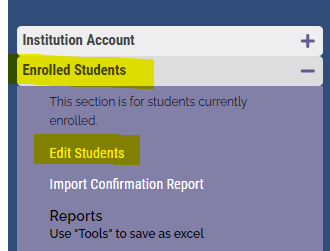 Institution Account
Enrolled Students
This section is for students currently
enrolled.
Edit Students
Import Confirmation Report
Reports
Use "Tools" to save as excel